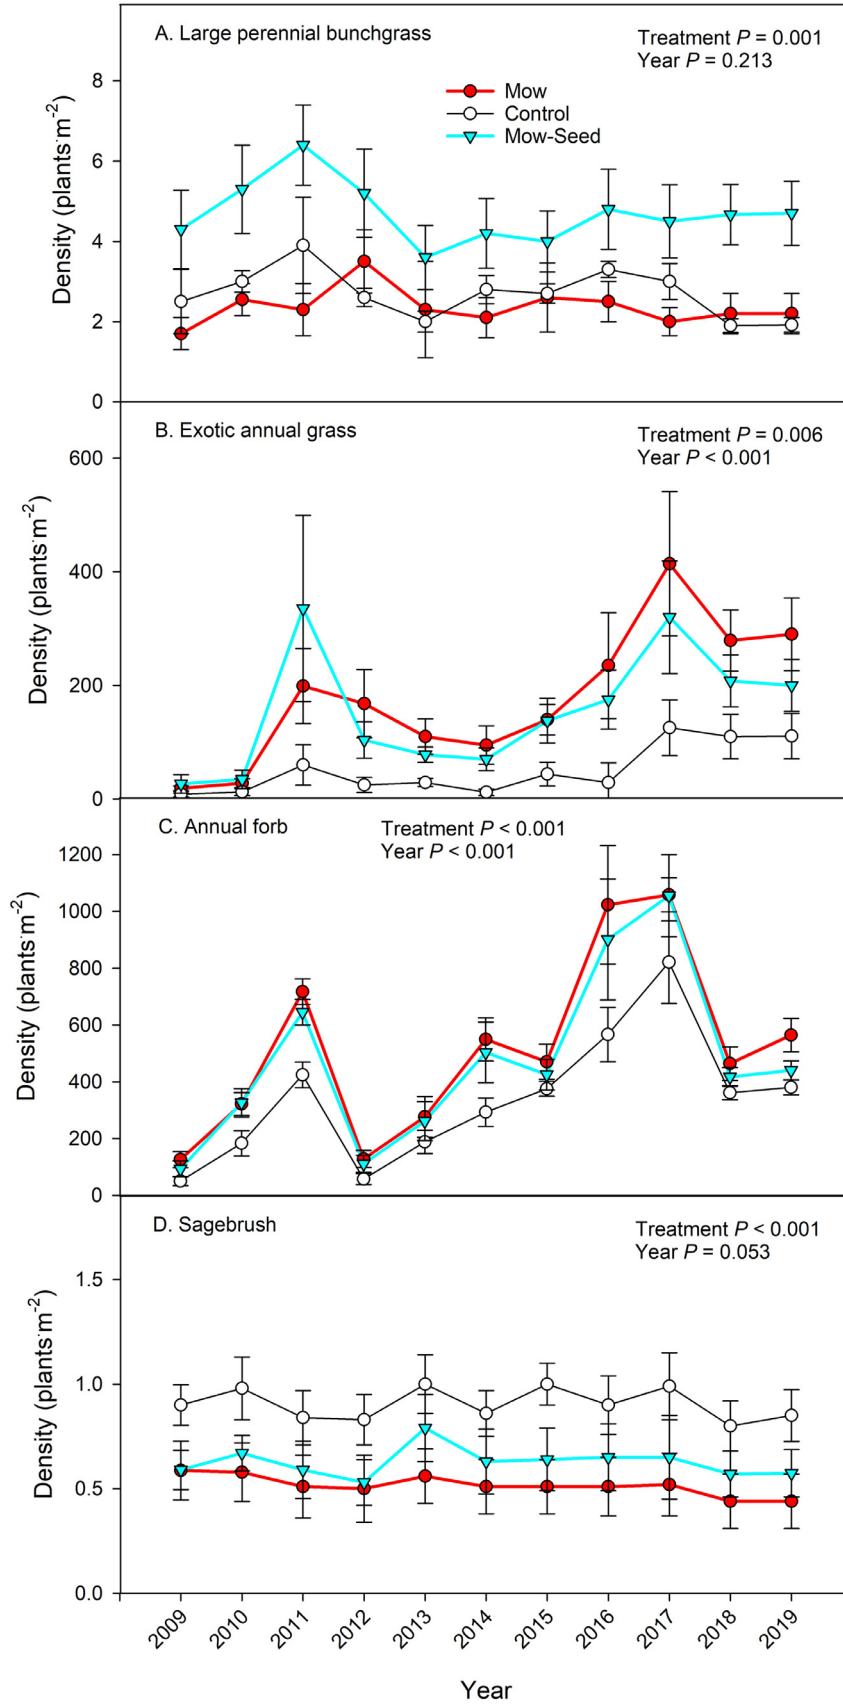 A. Large perennial bunchgrass
Treatment P = 0.001
Year P = 0.213
Mow
Control
Mow-Seed
8
6
4
2
0
Density (plants·m⁻²)
B. Exotic annual grass
Treatment P = 0.006
Year P < 0.001
600
400
200
0
Density (plants·m⁻²)
C. Annual forb
Treatment P < 0.001
Year P < 0.001
1200
1000
800
600
400
200
0
Density (plants·m⁻²)
D. Sagebrush
Treatment P < 0.001
Year P = 0.053
1.5
1.0
0.5
0.0
Density (plants·m⁻²)
2009 2010 2011 2012 2013 2014 2015 2016 2017 2018 2019
Year